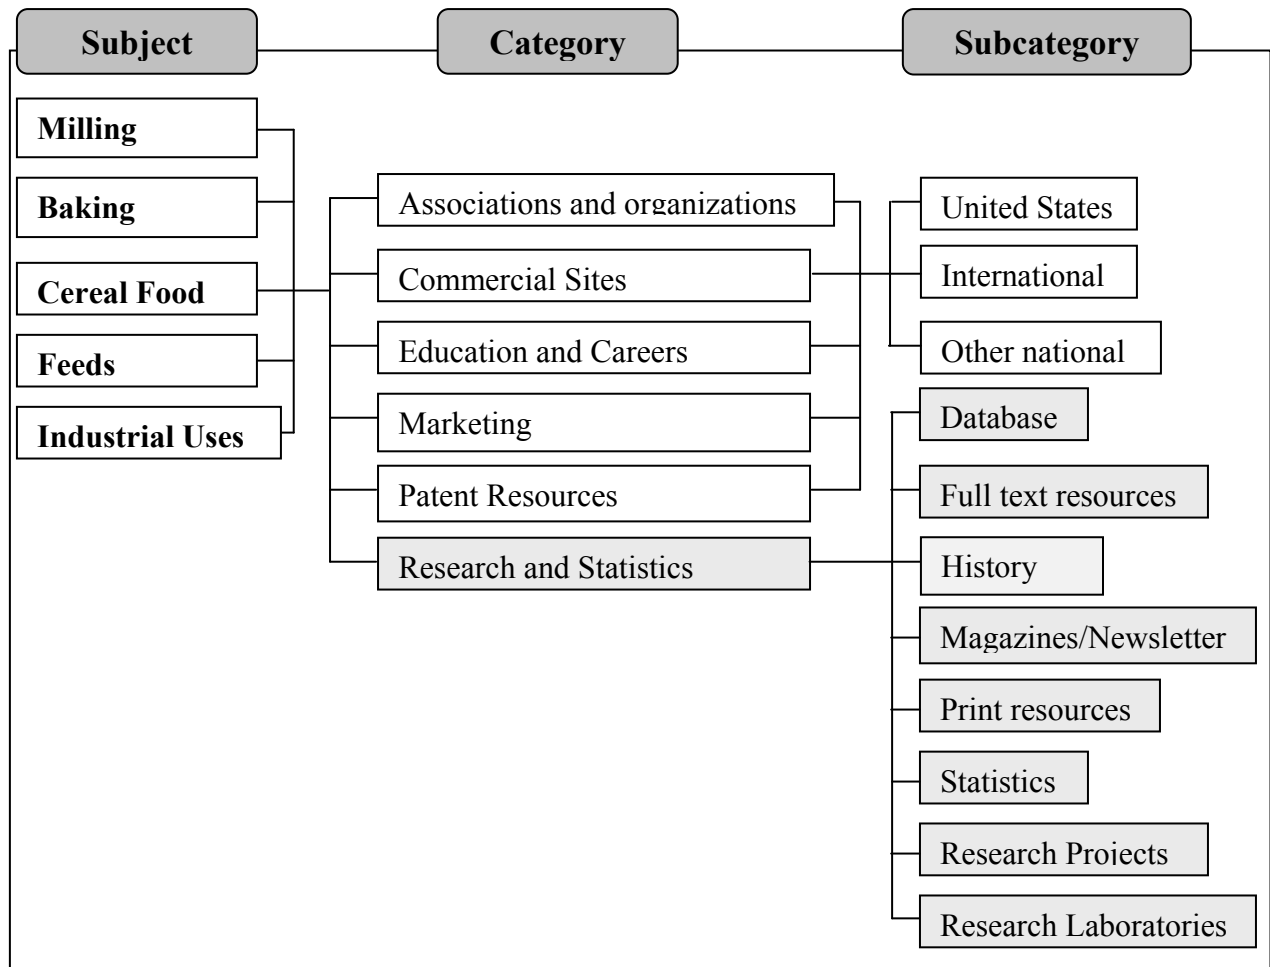 Subject
Category
Subcategory
Milling
Baking
Cereal Food
Feeds
Industrial Uses
Associations and organizations
Commercial Sites
Education and Careers
Marketing
Patent Resources
Research and Statistics
United States
International
Other national
Database
Full text resources
History
Magazines/Newsletter
Print resources
Statistics
Research Projects
Research Laboratories